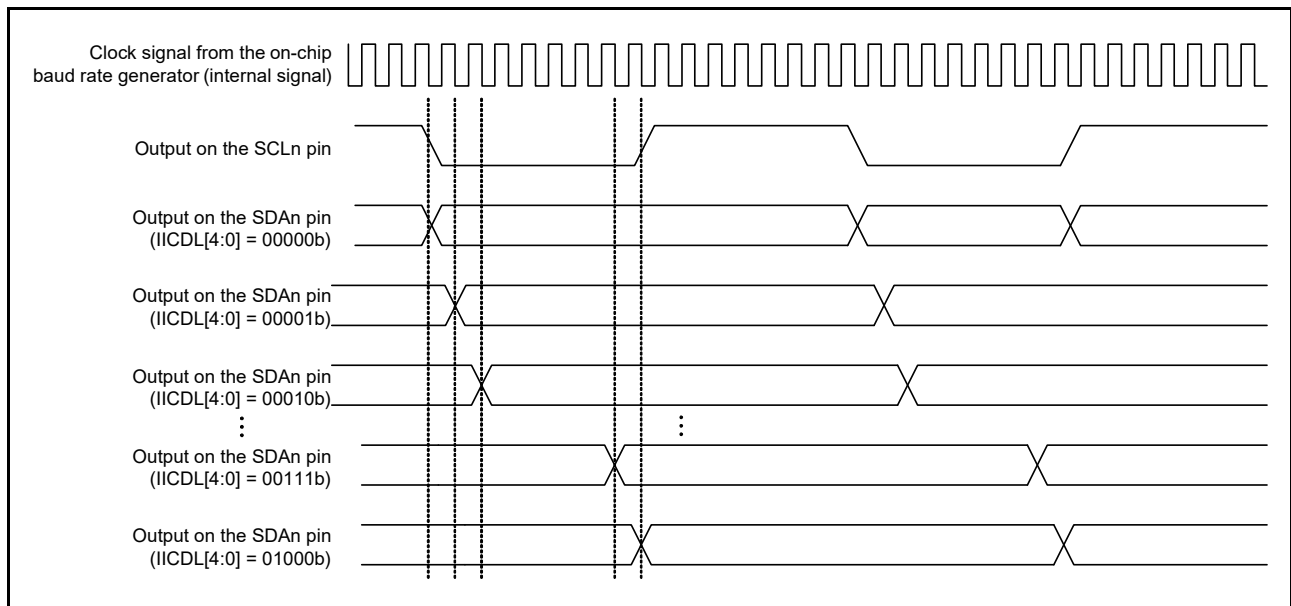 Clock signal from the on-chip
baud rate generator (internal signal)
Output on the SCLn pin
Output on the SDAn pin
(IICDL[4:0] = 00000b)
Output on the SDAn pin
(IICDL[4:0] = 00001b)
Output on the SDAn pin
(IICDL[4:0] = 00010b)
Output on the SDAn pin
(IICDL[4:0] = 00111b)
Output on the SDAn pin
(IICDL[4:0] = 01000b)